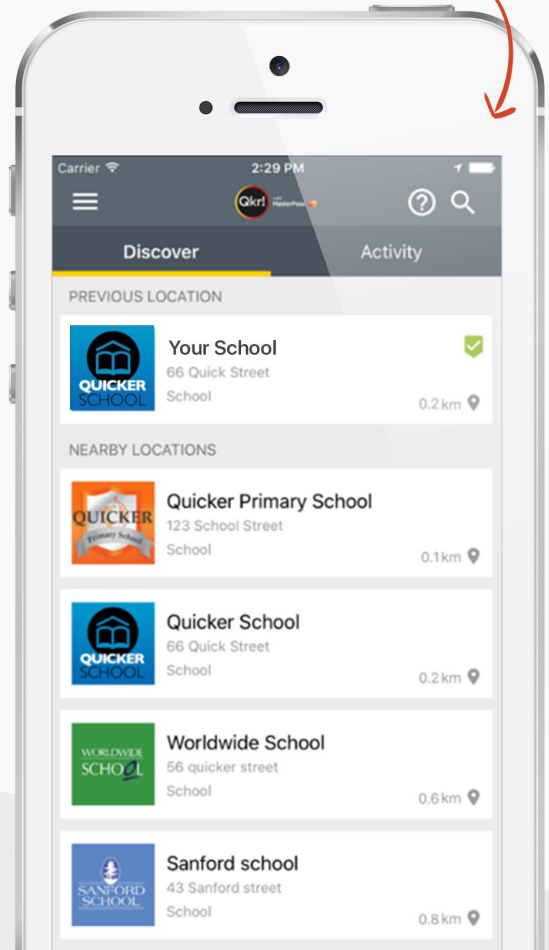 Carrier
2:29 PM
Qkr!
Discover
Activity
PREVIOUS LOCATION
QUICKER
SCHOOL
Your School
66 Quick Street
School
0.2 km
NEARBY LOCATIONS
QUICKER
Primary School
Quicker Primary School
123 School Street
School
0.1 km
QUICKER
SCHOOL
Quicker School
66 Quick Street
School
0.2 km
WORLDWIDE
SCHOOL
Worldwide School
56 quicker street
School
0.6 km
SANFORD
SCHOOL
Sanford school
43 Sanford street
School
0.8 km